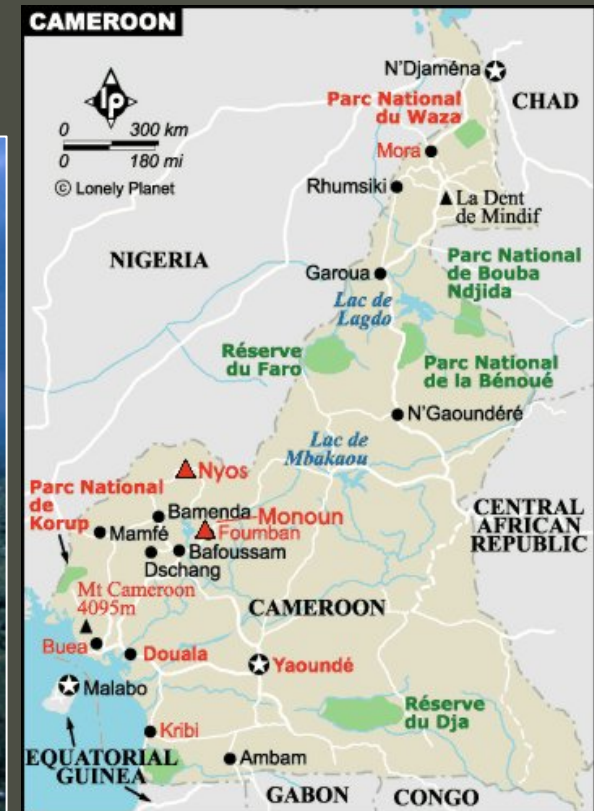 CAMEROON
lp
0 300 km
0 180 mi
© Lonely Planet
N'Djaména
CHAD
Parc National
du Waza
Mora
Rhumsiki
La Dent
de Mindif
NIGERIA
Garoua
Parc National
de Bouba
Ndjida
Lac de
Lagdo
Réserve
du Faro
Parc National
de la Bénoué
N'Gaoundéré
Lac de
Mbakaou
Nyos
Parc National
de
Korup
Bamenda
Monoun
Mamfé
Foumban
Bafoussam
Dschang
CENTRAL
AFRICAN
REPUBLIC
Mt Cameroon
4095m
CAMEROON
Buea
Douala
Yaoundé
Malabo
Réserve
du Dja
Kribi
EQUATORIAL
GUINEA
Ambam
GABON
CONGO